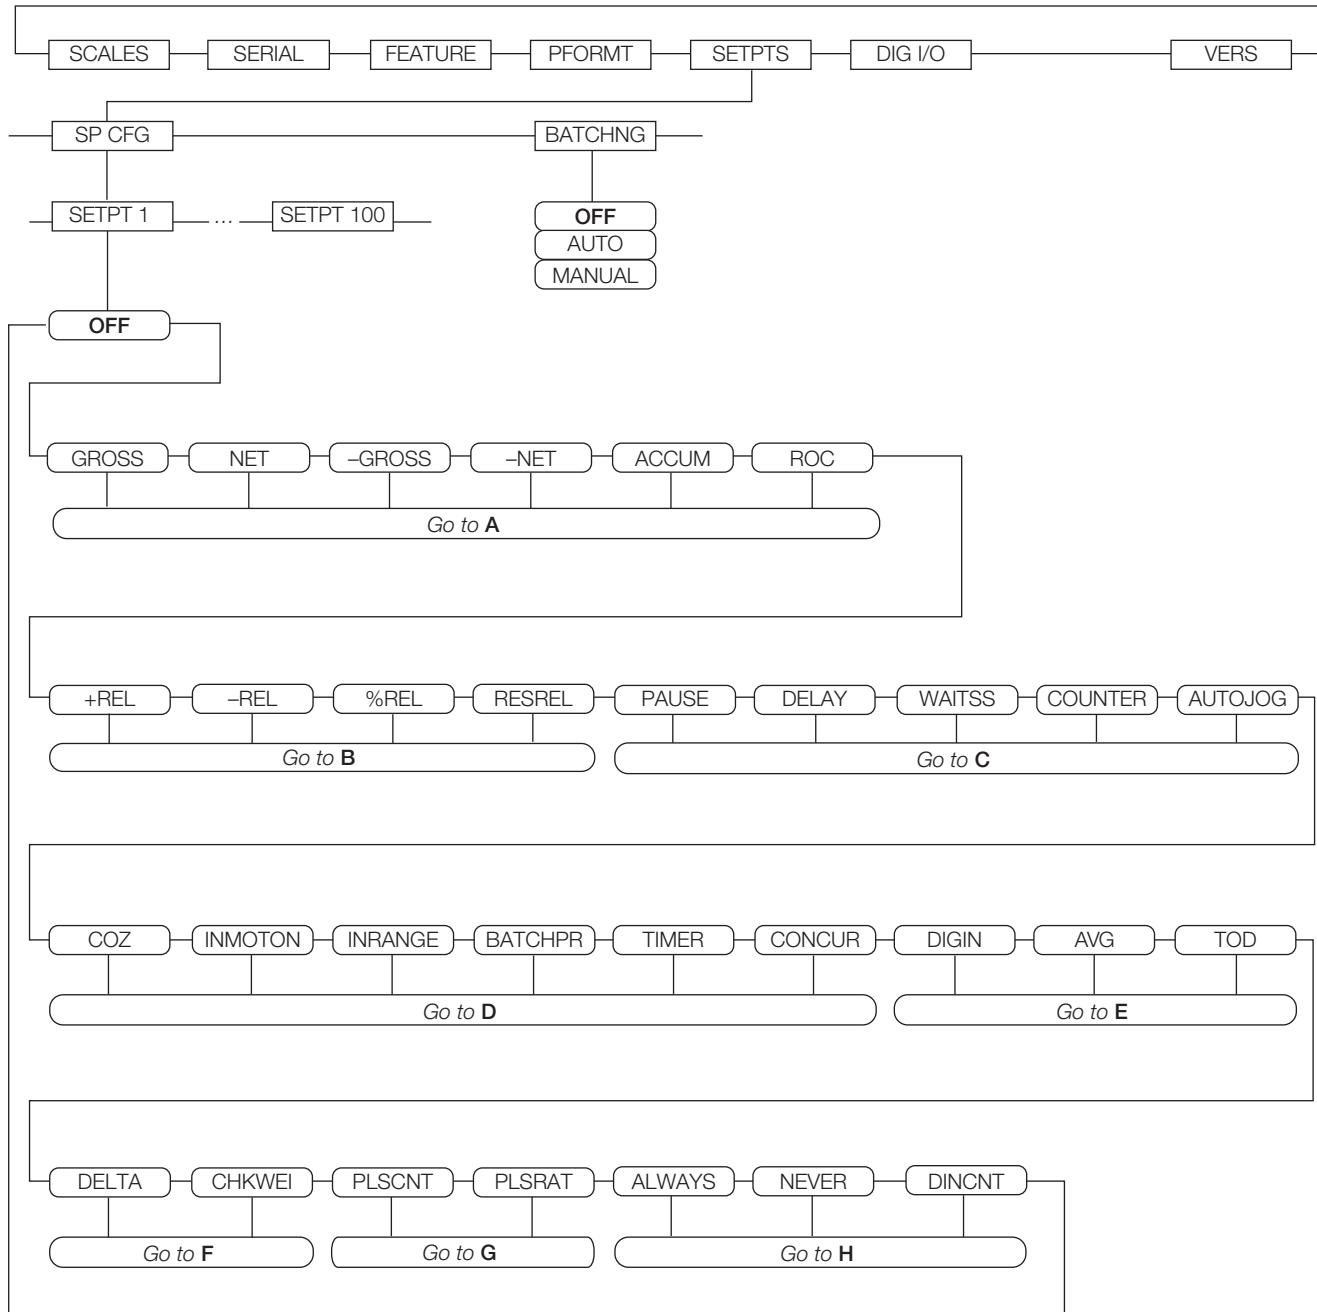 SCALES SERIAL FEATURE PFORMT SETPTS DIG I/O VERS
SP CFG BATCHNG
SETPT 1 ... SETPT 100 OFF
AUTO
MANUAL
OFF
GROSS NET –GROSS –NET ACCUM ROC
Go to A
+REL –REL %REL RESREL PAUSE DELAY WAITSS COUNTER AUTOJOG
Go to B Go to C
COZ INMOTON INRANGE BATCHPR TIMER CONCUR DIGIN AVG TOD
Go to D Go to E
DELTA CHKWEI PLSCNT PLSRAT ALWAYS NEVER DINCNT
Go to F Go to G Go to H